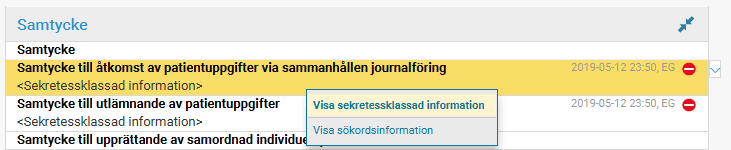 Samtycke
Samtycke
Samtycke till åtkomst av patientuppgifter via sammanhållen journalföring 2019-05-12 23:50, EG
<Sekretessklassad information>
Visa sekretessklassad information
Samtycke till utlämnande av patientuppgifter 2019-05-12 23:50, EG
<Sekretessklassad information>
Visa sökordsinformation
Samtycke till upprättande av samordnad individue